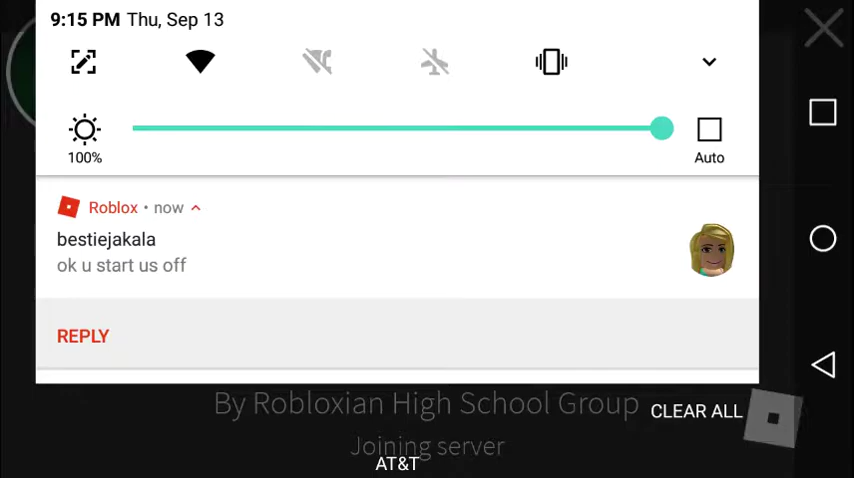 9:15 PM Thu, Sep 13
100%
Auto
Roblox • now
bestiejakala
ok u start us off
REPLY
By Robloxian High School Group
CLEAR ALL
Joining server
AT&T